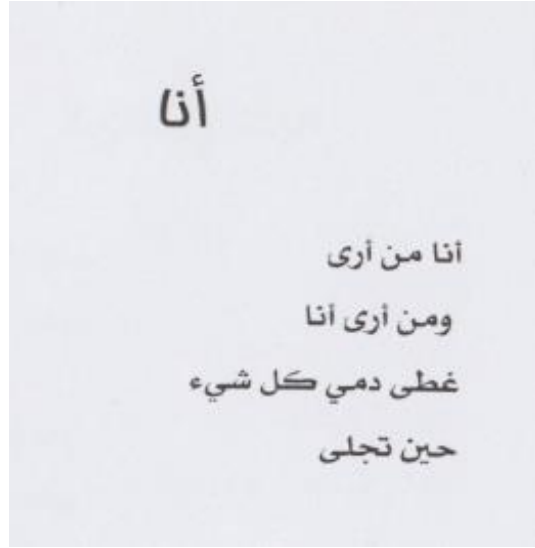 أنا
أنا من أرى
ومن أرى أنا
غطى دمي كل شيء
حين تجلى